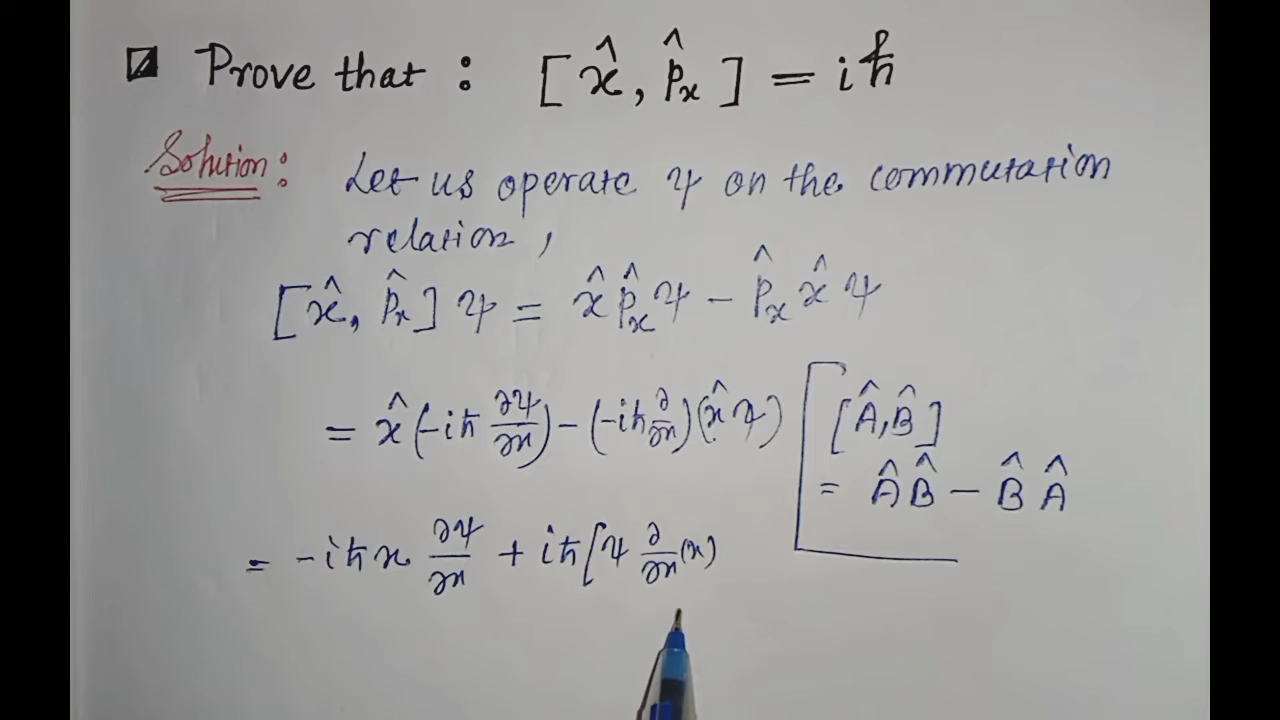 Prove that : [x̂, p̂ₓ] = iħ
Solution: Let us operate ψ on the commutation
relation,
[x̂, p̂ₓ] ψ = x̂ p̂ₓ ψ − p̂ₓ x̂ ψ
= x̂ (−iħ ∂ψ/∂x) − (−iħ ∂/∂x)(x̂ ψ)
[Â, B̂]
= Â B̂ − B̂ Â
= −iħ x ∂ψ/∂x + iħ [ψ ∂/∂x (x)